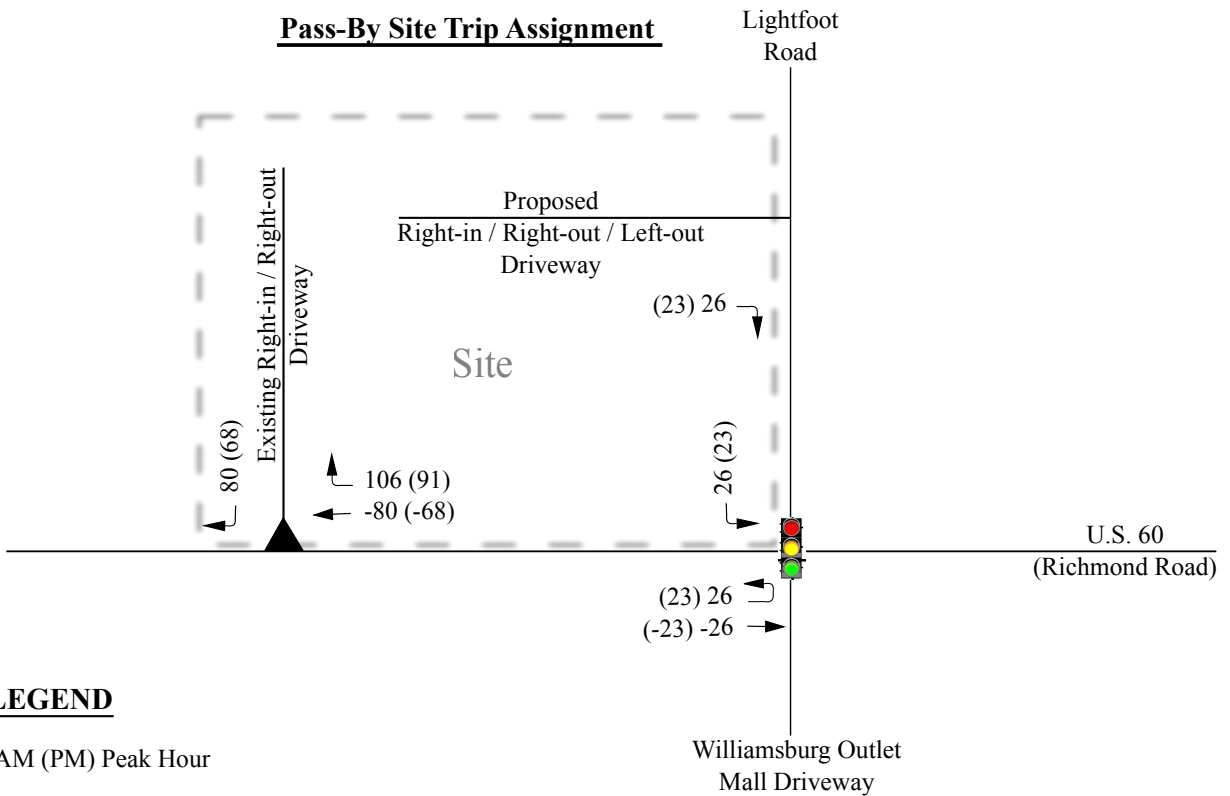 Pass-By Site Trip Assignment
Lightfoot
Road
Existing Right-in / Right-out
Driveway
Proposed
Right-in / Right-out / Left-out
Driveway
(23) 26
Site
80 (68)
106 (91)
-80 (-68)
26 (23)
U.S. 60
(Richmond Road)
(23) 26
(-23) -26
LEGEND
AM (PM) Peak Hour
Williamsburg Outlet
Mall Driveway